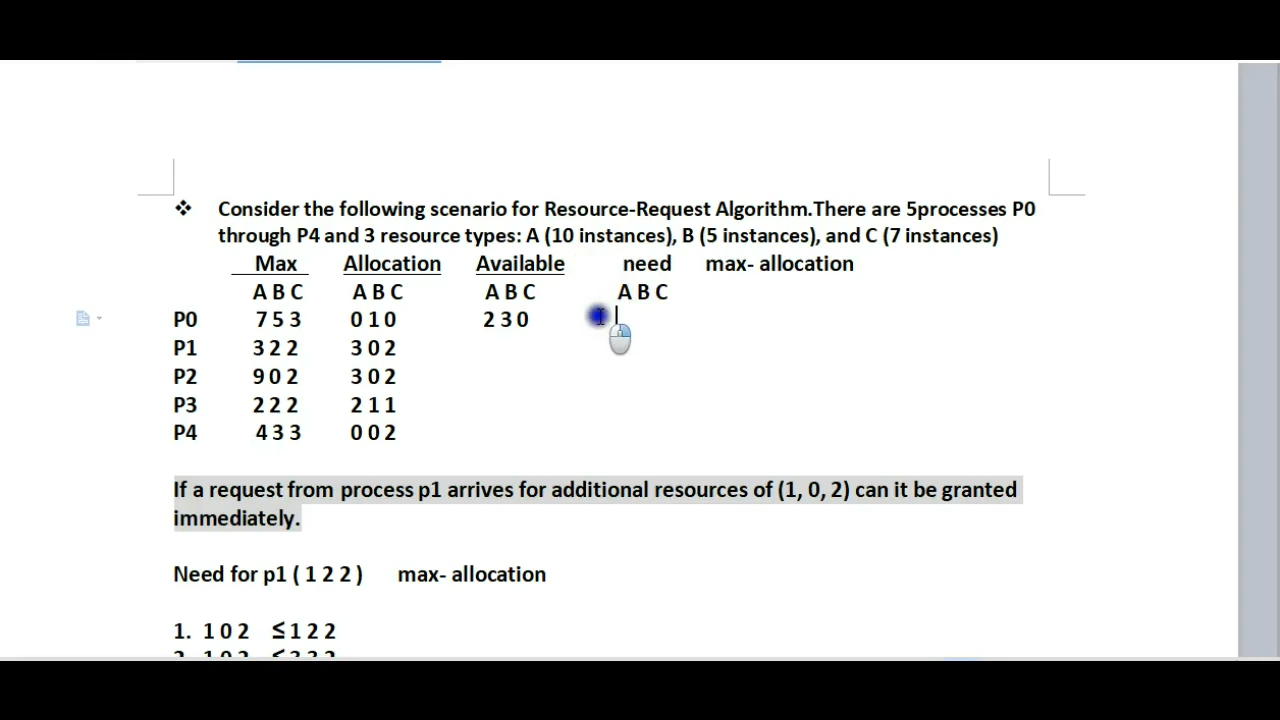 ❖ Consider the following scenario for Resource-Request Algorithm.There are 5processes P0
through P4 and 3 resource types: A (10 instances), B (5 instances), and C (7 instances)
Max Allocation Available need max- allocation
A B C A B C A B C A B C
P0 7 5 3 0 1 0 2 3 0
P1 3 2 2 3 0 2
P2 9 0 2 3 0 2
P3 2 2 2 2 1 1
P4 4 3 3 0 0 2
If a request from process p1 arrives for additional resources of (1, 0, 2) can it be granted
immediately.
Need for p1 ( 1 2 2 ) max- allocation
1. 1 0 2 ≤ 1 2 2